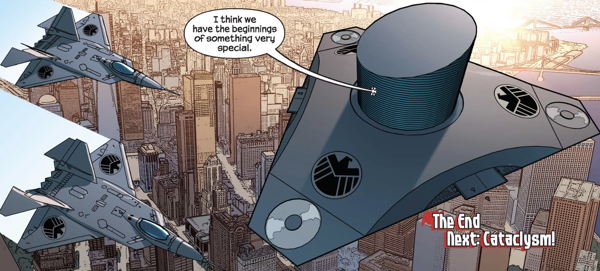 I think we
have the beginnings
of something very
special.
The End
Next: Cataclysm!